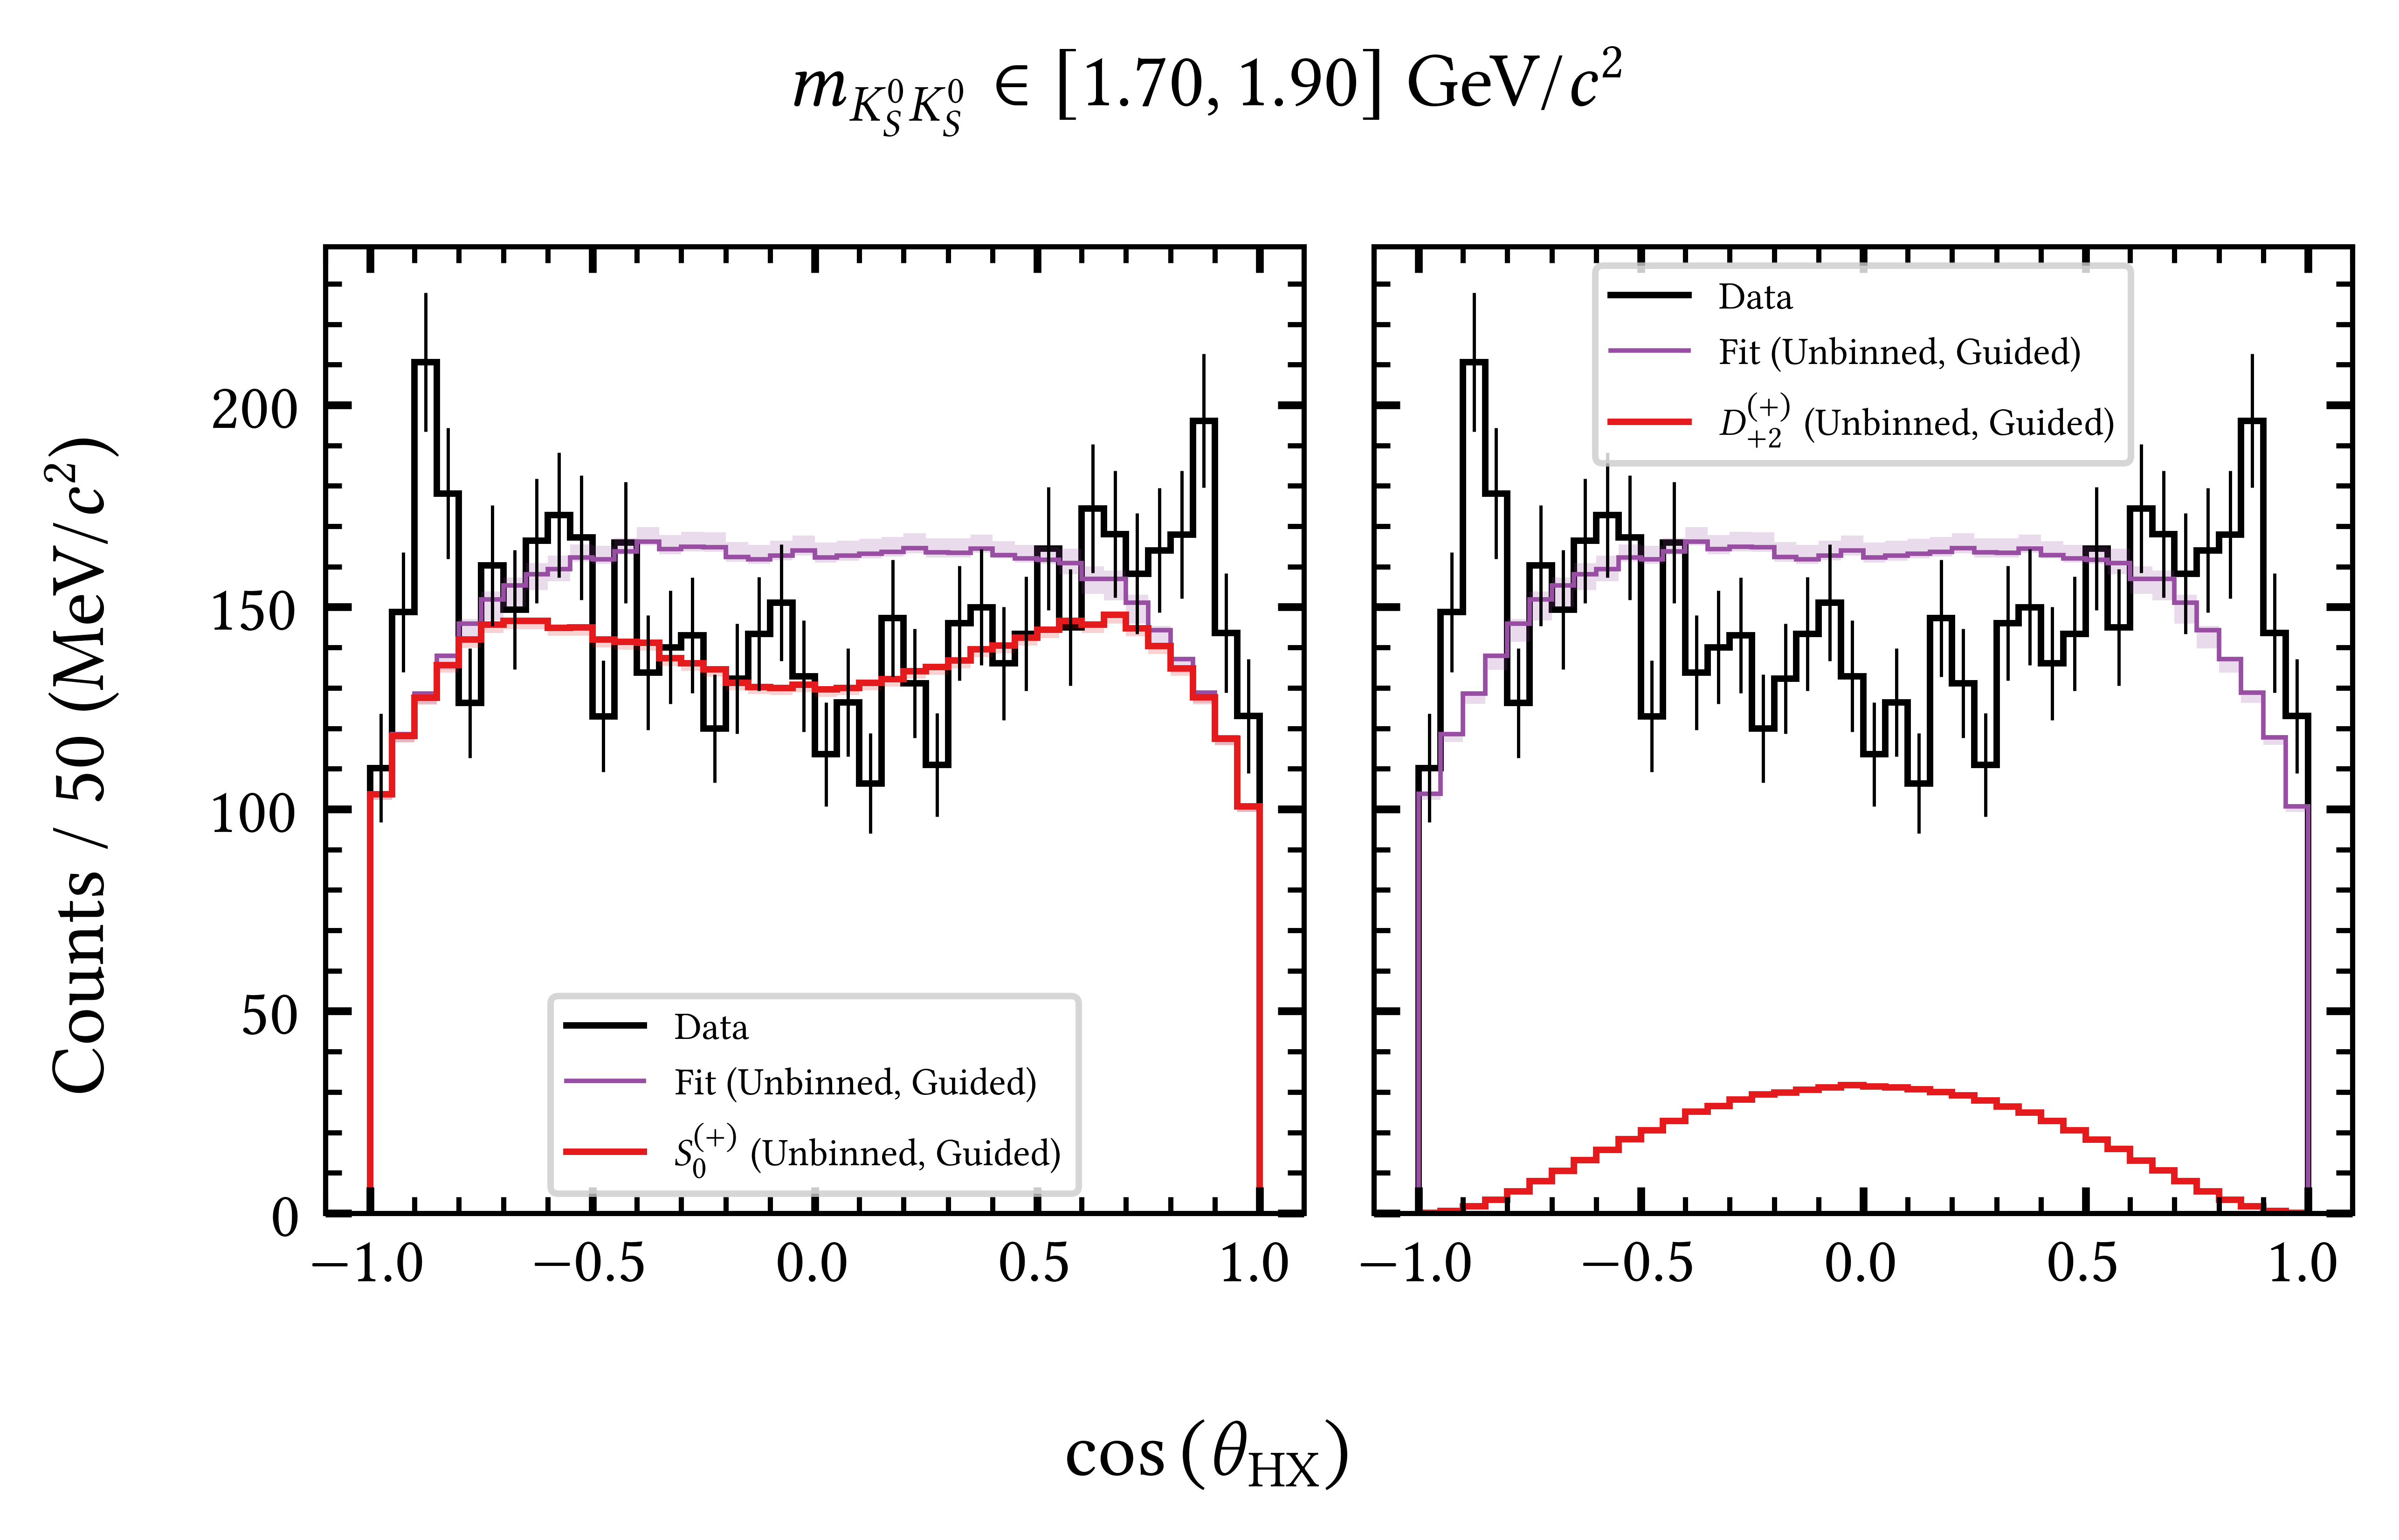 m_{K_S^0 K_S^0} ∈ [1.70, 1.90] GeV/c²
Counts / 50 (MeV/c²)
200
150
100
50
0
Data
Fit (Unbinned, Guided)
S_0^{(+)} (Unbinned, Guided)
−1.0 −0.5 0.0 0.5 1.0
Data
Fit (Unbinned, Guided)
D_{+2}^{(+)} (Unbinned, Guided)
−1.0 −0.5 0.0 0.5 1.0
cos (θ_{HX})